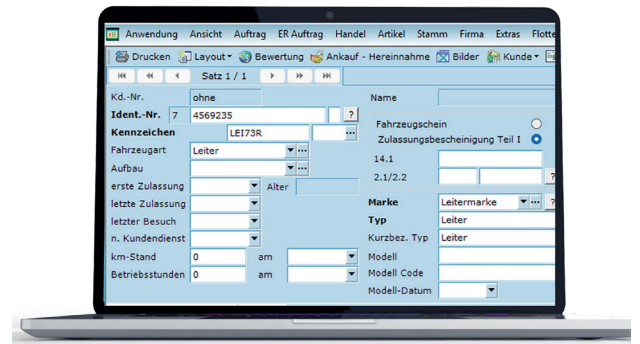 Anwendung Ansicht Auftrag ER Auftrag Handel Artikel Stamm Firma Extras Flotte
Drucken Layout Bewertung Ankauf - Hereinnahme Bilder Kunde
Satz 1 / 1
Kd.-Nr. ohne Name
Ident.-Nr. 7 4569235 ?
Kennzeichen LEI73R ...
Fahrzeugschein
Zulassungsbescheinigung Teil I
Fahrzeugart Leiter ...
14.1
Aufbau ...
2.1/2.2 ?
erste Zulassung Alter
letzte Zulassung Marke Leitermarke ... ?
letzter Besuch Typ Leiter
n. Kundendienst Kurzbez. Typ Leiter
km-Stand 0 am Modell
Betriebsstunden 0 am Modell Code
Modell-Datum